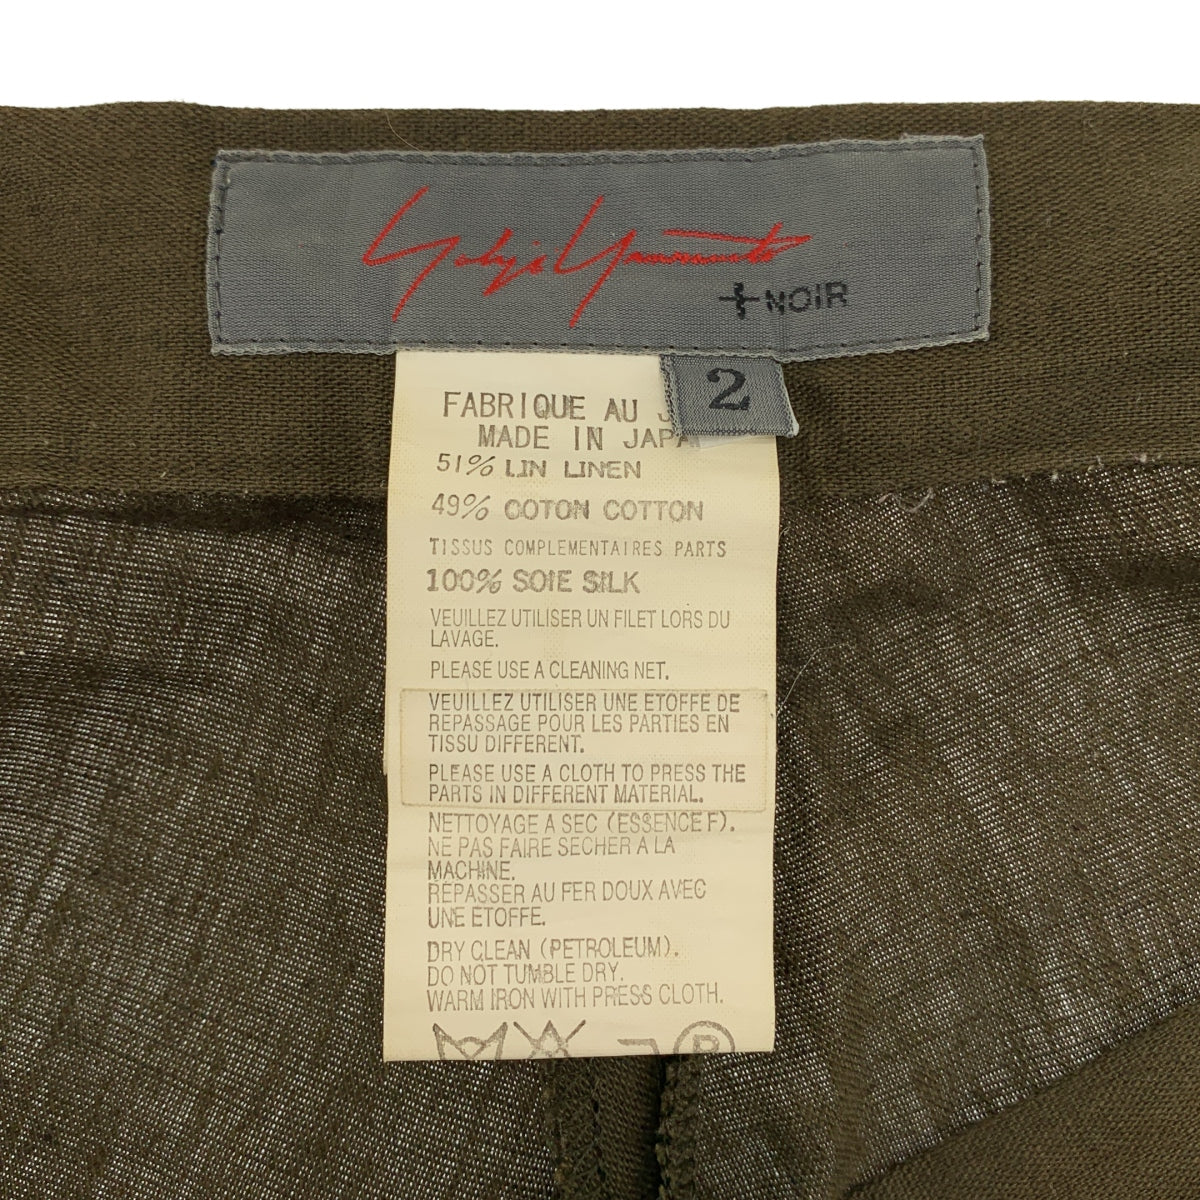 Yohji Yamamoto
+NOIR
2
FABRIQUE AU
MADE IN JAPA
51% LIN LINEN
49% COTON COTTON
TISSUS COMPLEMENTAIRES PARTS
100% SOIE SILK
VEUILLEZ UTILISER UN FILET LORS DU
LAVAGE.
PLEASE USE A CLEANING NET.
VEUILLEZ UTILISER UNE ETOFFE DE
REPASSAGE POUR LES PARTIES EN
TISSU DIFFERENT.
PLEASE USE A CLOTH TO PRESS THE
PARTS IN DIFFERENT MATERIAL.
NETTOYAGE A SEC (ESSENCE F).
NE PAS FAIRE SECHER A LA
MACHINE.
REPASSER AU FER DOUX AVEC
UNE ETOFFE.
DRY CLEAN (PETROLEUM).
DO NOT TUMBLE DRY.
WARM IRON WITH PRESS CLOTH.
P